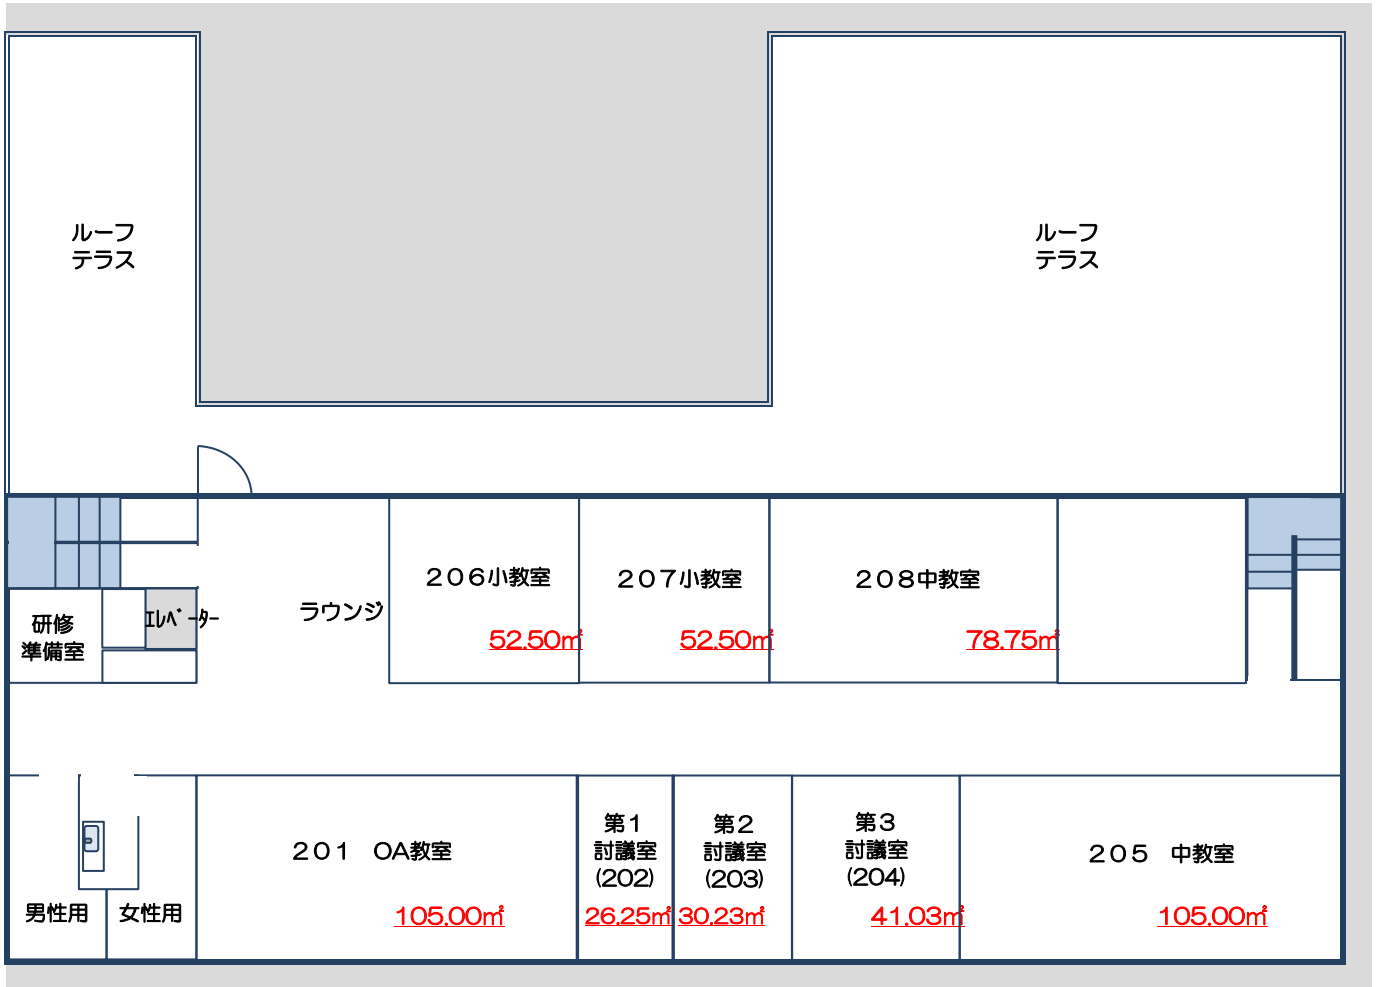 ルーフ
テラス
ルーフ
テラス
206小教室
52.50㎡
207小教室
52.50㎡
208中教室
78.75㎡
ラウンジ
ｴﾚﾍﾞｰﾀｰ
研修
準備室
男性用
女性用
201　OA教室
105.00㎡
第1
討議室
(202)
26.25㎡
第2
討議室
(203)
30.23㎡
第3
討議室
(204)
41.03㎡
205　中教室
105.00㎡